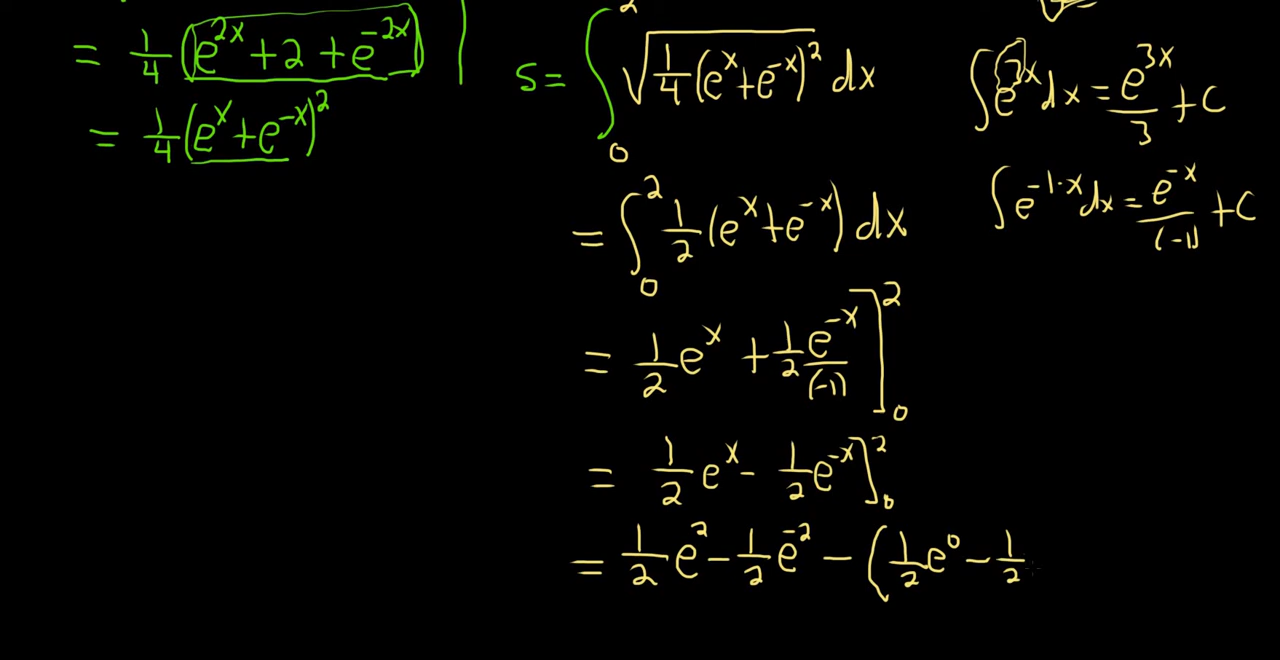 = 1/4 (e^{2x} + 2 + e^{-2x})
= 1/4 (e^x + e^{-x})^2
S = ∫_0^2 √(1/4 (e^x + e^{-x})^2) dx
= ∫_0^2 1/2 (e^x + e^{-x}) dx
= 1/2 e^x + 1/2 e^{-x}/(-1) ]_0^2
= 1/2 e^x - 1/2 e^{-x} ]_0^2
= 1/2 e^2 - 1/2 e^{-2} - (1/2 e^0 - 1/2
∫ e^{3x} dx = e^{3x}/3 + C
∫ e^{-1·x} dx = e^{-x}/(-1) + C